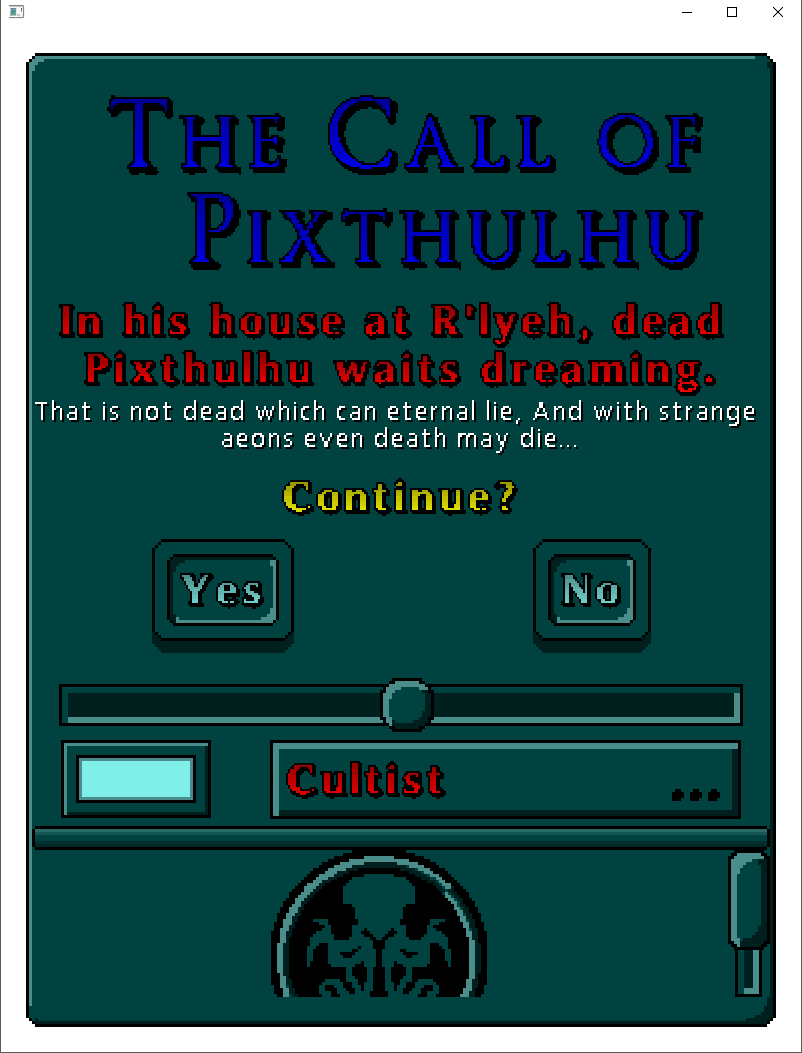 The Call of
Pixthulhu
In his house at R'lyeh, dead
Pixthulhu waits dreaming.
That is not dead which can eternal lie, And with strange
aeons even death may die...
Continue?
Yes No
Cultist ...